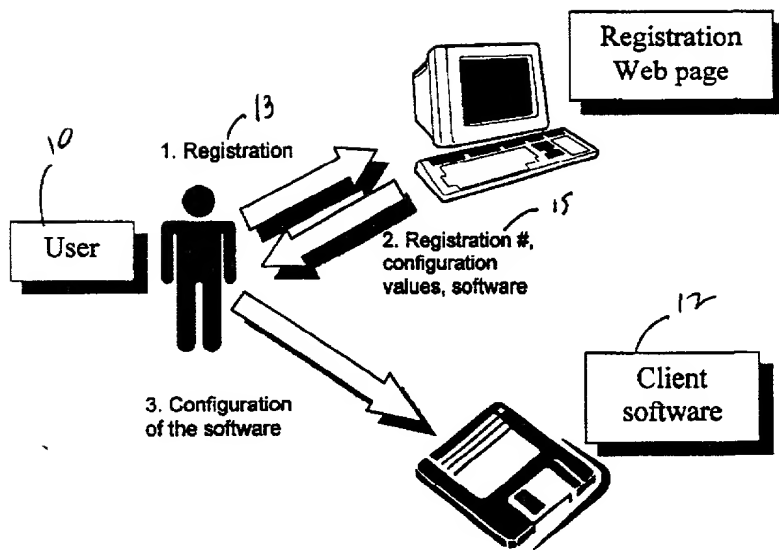 Registration
Web page
13
1. Registration
10
User
15
2. Registration #,
configuration
values, software
12
Client
software
3. Configuration
of the software